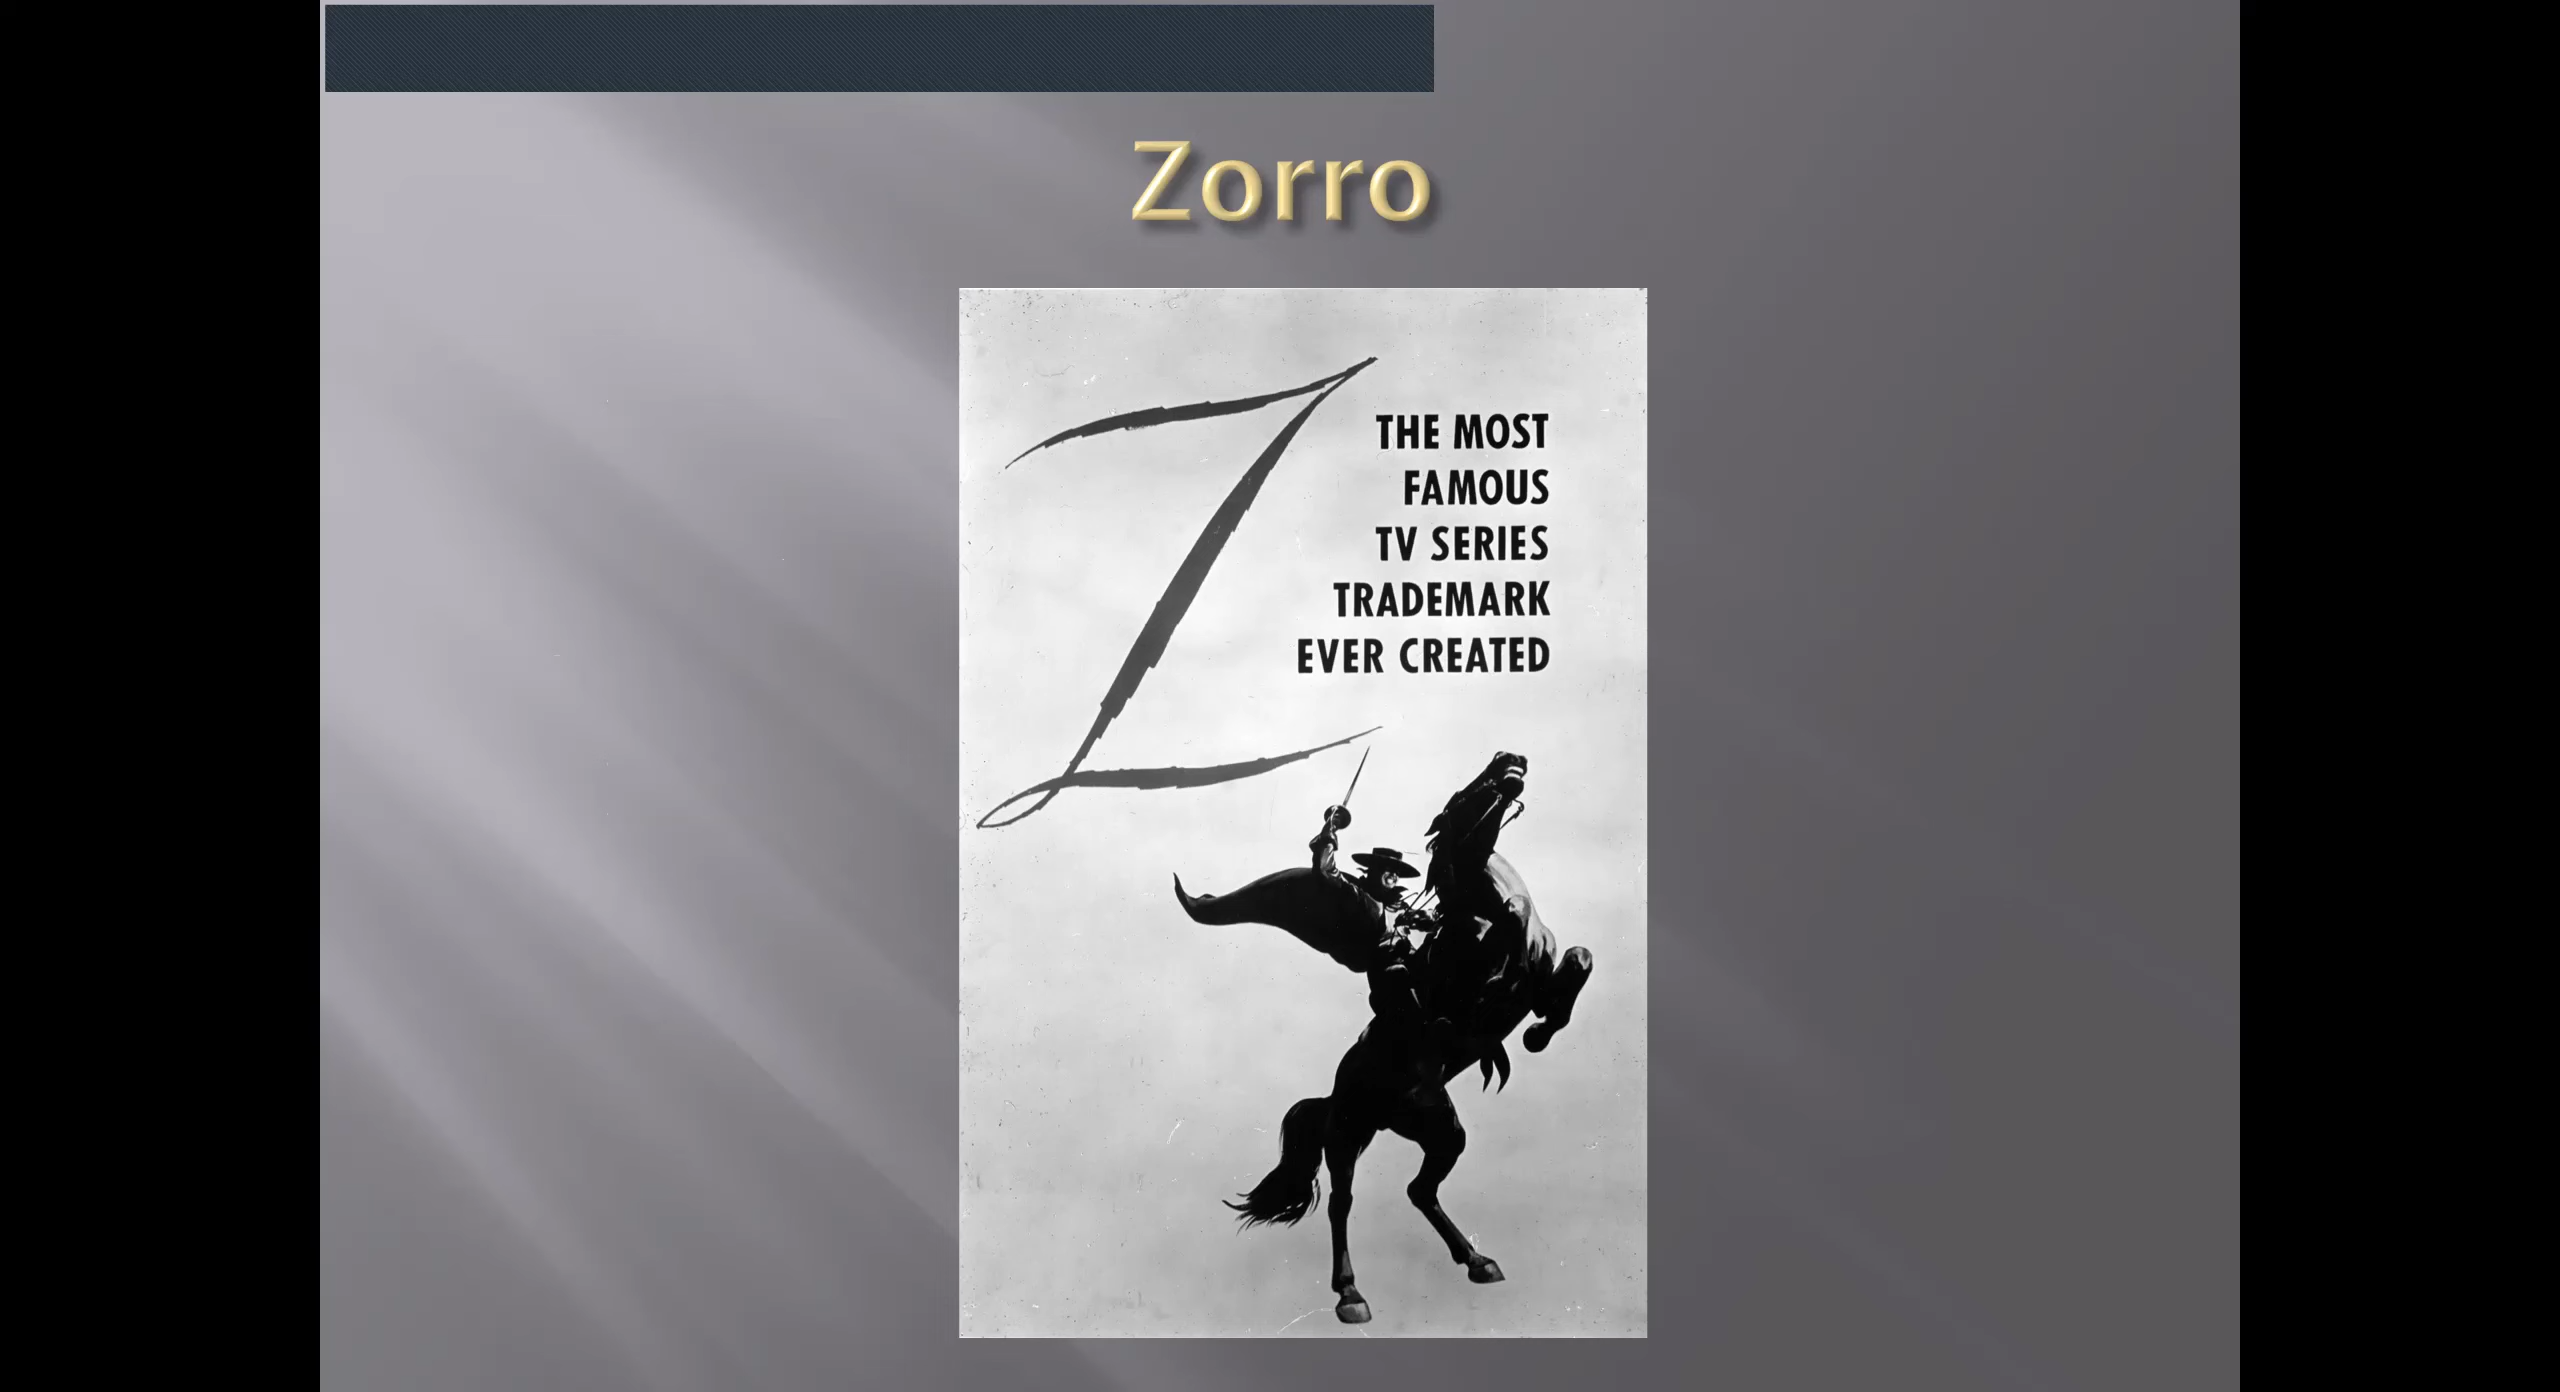 Zorro
Z
THE MOST
FAMOUS
TV SERIES
TRADEMARK
EVER CREATED